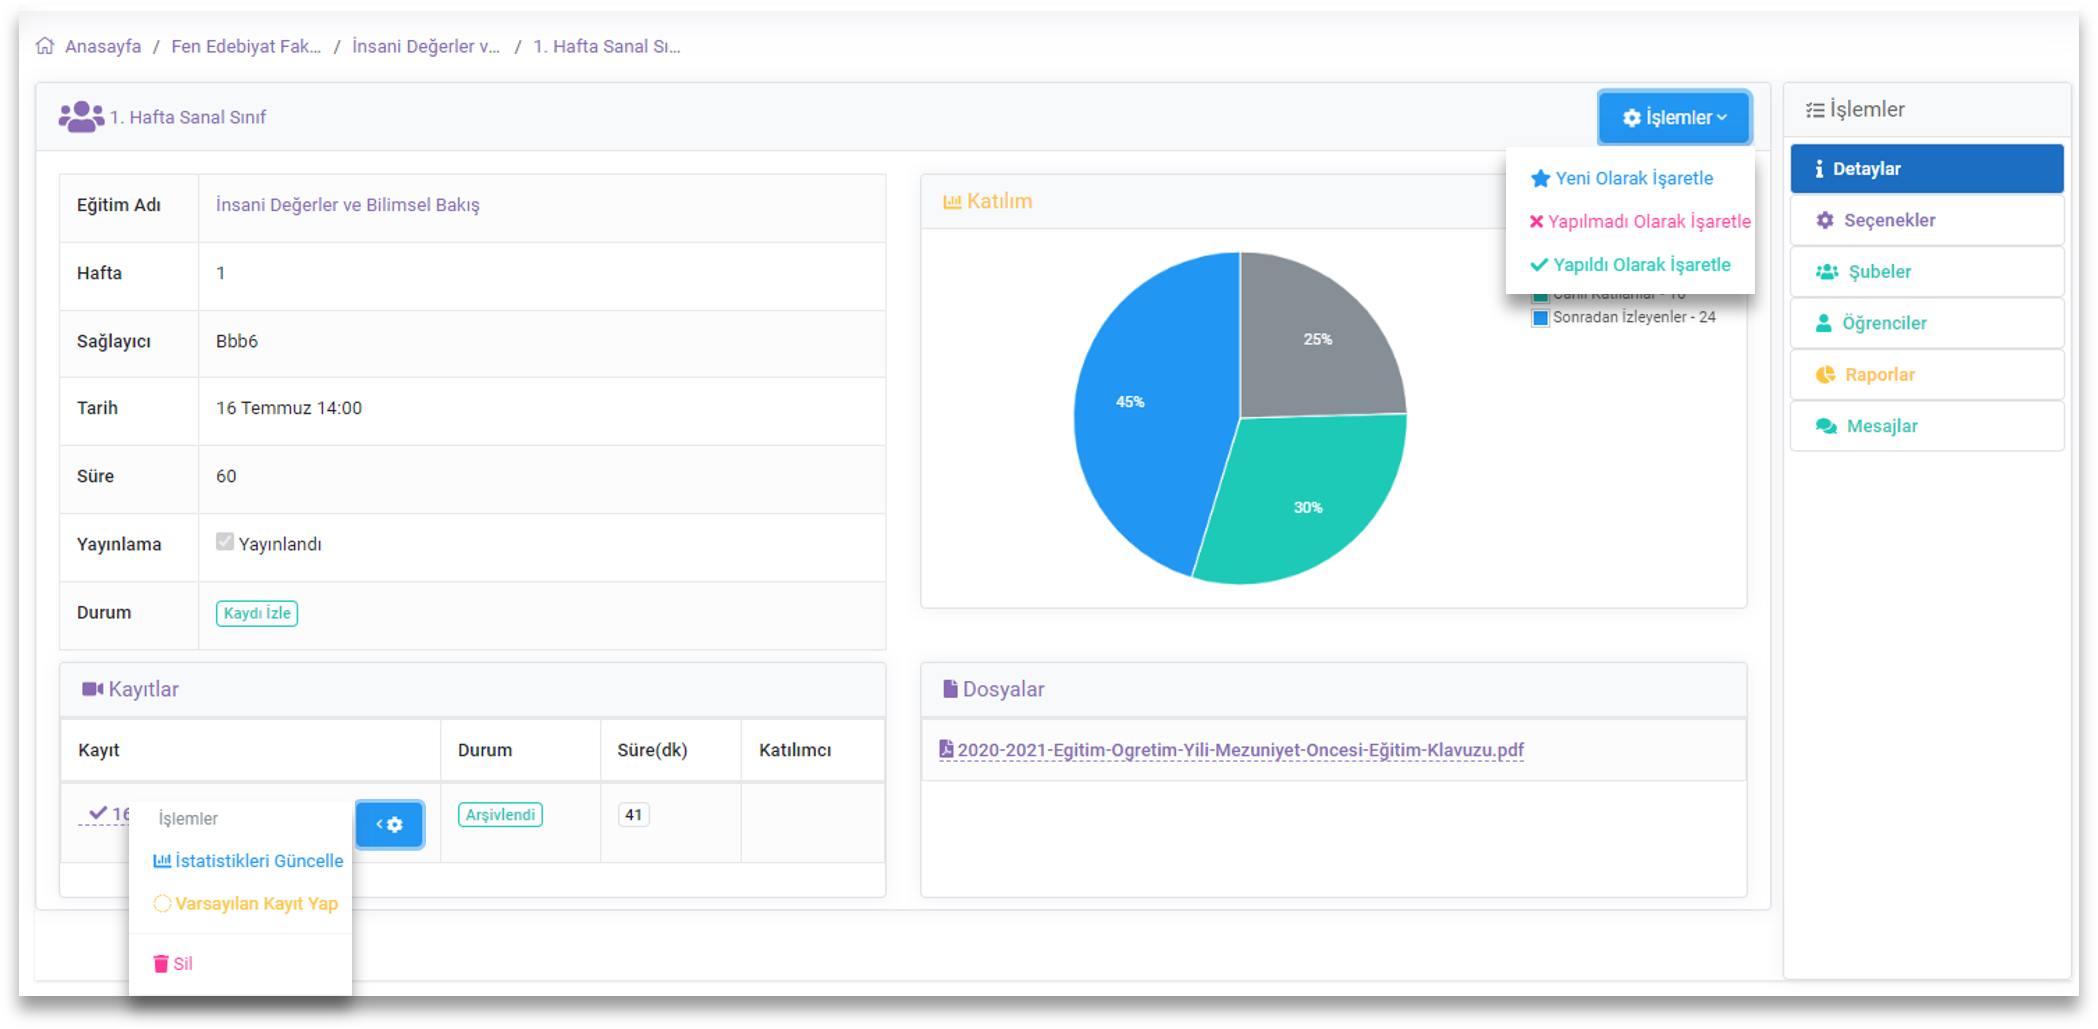 Anasayfa / Fen Edebiyat Fak... / İnsani Değerler v... / 1. Hafta Sanal Sı...
1. Hafta Sanal Sınıf
İşlemler
Yeni Olarak İşaretle
Yapılmadı Olarak İşaretle
Yapıldı Olarak İşaretle
Eğitim Adı İnsani Değerler ve Bilimsel Bakış
Hafta 1
Sağlayıcı Bbb6
Tarih 16 Temmuz 14:00
Süre 60
Yayınlama Yayınlandı
Durum Kaydı İzle
Katılım
Sonradan İzleyenler - 24
25%
45%
30%
Kayıtlar
Kayıt Durum Süre(dk) Katılımcı
16 Arşivlendi 41
İşlemler
İstatistikleri Güncelle
Varsayılan Kayıt Yap
Sil
Dosyalar
2020-2021-Egitim-Ogretim-Yili-Mezuniyet-Oncesi-Eğitim-Klavuzu.pdf
İşlemler
Detaylar
Seçenekler
Şubeler
Öğrenciler
Raporlar
Mesajlar